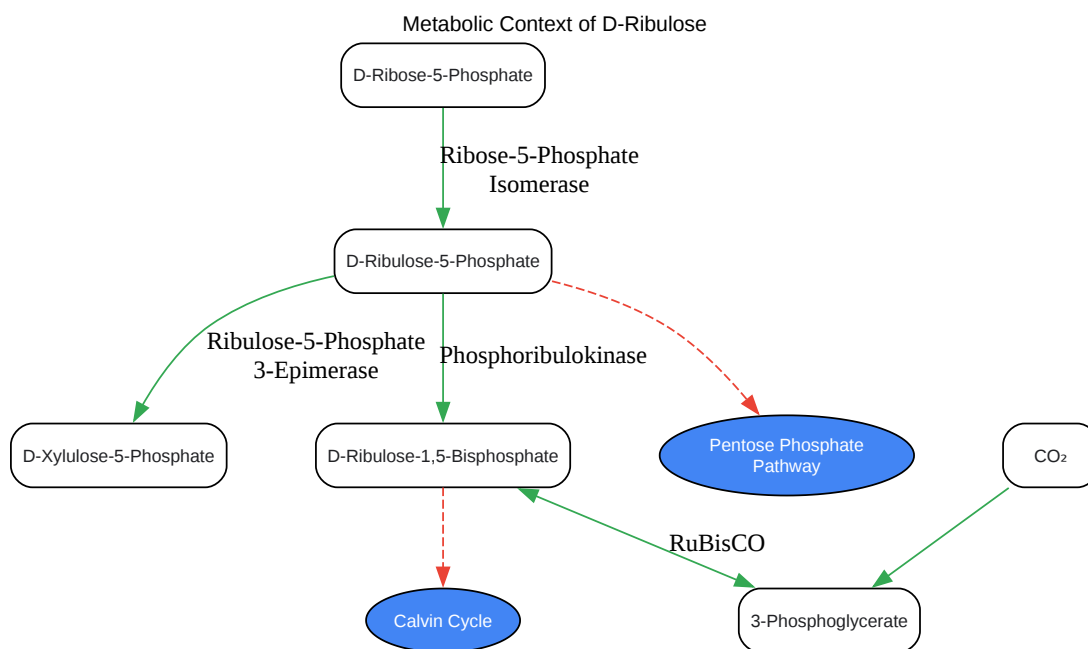 Metabolic Context of D-Ribulose
D-Ribose-5-Phosphate
Ribose-5-Phosphate
Isomerase
D-Ribulose-5-Phosphate
Ribulose-5-Phosphate
3-Epimerase
Phosphoribulokinase
D-Xylulose-5-Phosphate
D-Ribulose-1,5-Bisphosphate
Pentose Phosphate
Pathway
CO₂
RuBisCO
Calvin Cycle
3-Phosphoglycerate